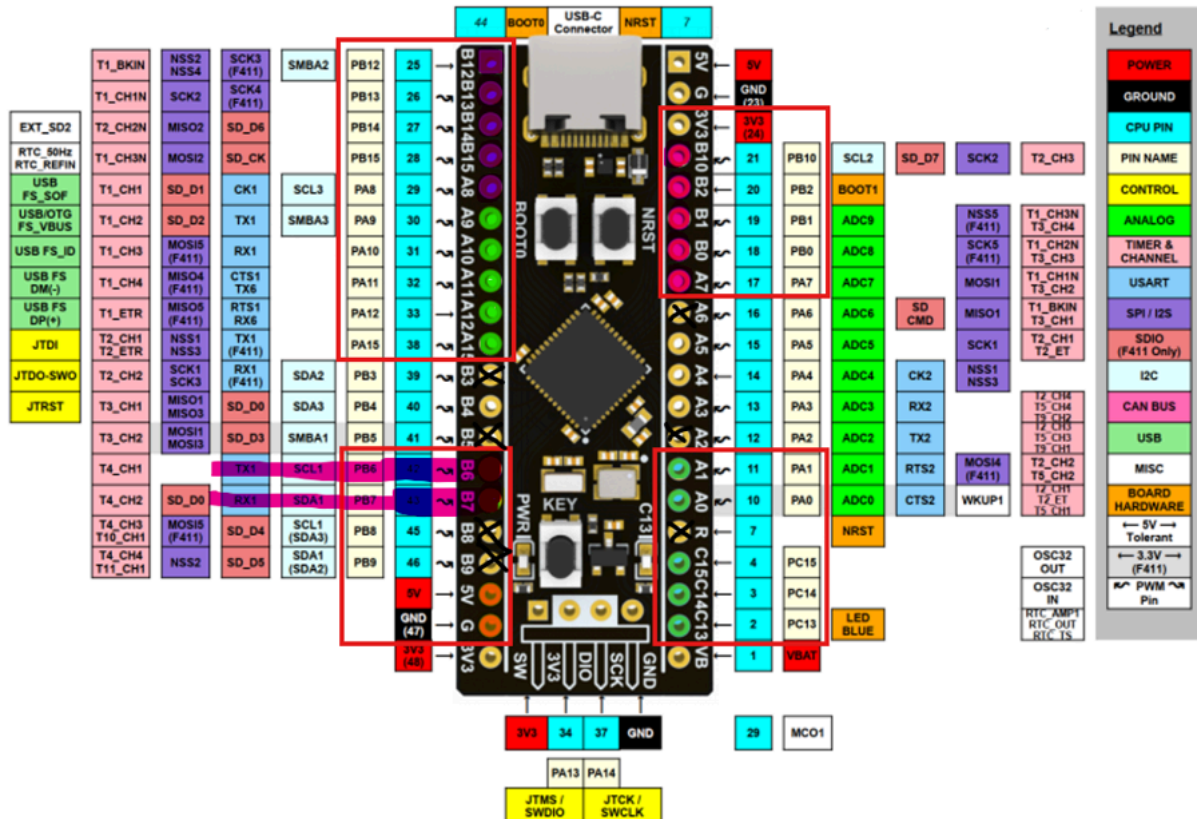 44 BOOT0 USB-C Connector NRST 7
Legend
T1_BKIN NSS2 NSS4 SCK3 (F411) SMBA2 PB12 25 B12 5V 5V POWER
T1_CH1N SCK2 SCK4 (F411) PB13 26 B13 G GND (23) GROUND
EXT_SD2 T2_CH2N MISO2 SD_D6 PB14 27 B14 3V3 3V3 (24) CPU PIN
RTC_50Hz RTC_REFIN T1_CH3N MOSI2 SD_CK PB15 28 B15 B10 21 PB10 SCL2 SD_D7 SCK2 T2_CH3 PIN NAME
USB FS_SOF T1_CH1 SD_D1 CK1 SCL3 PA8 29 A8 B2 20 PB2 BOOT1 CONTROL
USB/OTG FS_VBUS T1_CH2 SD_D2 TX1 SMBA3 PA9 30 A9 BOOT0 NRST B1 19 PB1 ADC9 NSS5 (F411) T1_CH3N T3_CH4 ANALOG
USB FS_ID T1_CH3 MOSI5 (F411) RX1 PA10 31 A10 B0 18 PB0 ADC8 SCK5 (F411) T1_CH2N T3_CH3 TIMER & CHANNEL
USB FS DM(-) T1_CH4 MISO4 (F411) CTS1 TX6 PA11 32 A11 A7 17 PA7 ADC7 MOSI1 T1_CH1N T3_CH2 USART
USB FS DP(+) T1_ETR MISO5 (F411) RTS1 RX6 PA12 33 A12 A6 16 PA6 ADC6 SD CMD MISO1 T1_BKIN T3_CH1 SPI / I2S
JTDI T2_CH1 T2_ETR NSS1 NSS3 TX1 (F411) PA15 38 A15 A5 15 PA5 ADC5 SCK1 T2_CH1 T2_ET SDIO (F411 Only)
JTDO-SWO T2_CH2 SCK1 SCK3 RX1 (F411) SDA2 PB3 39 B3 A4 14 PA4 ADC4 CK2 NSS1 NSS3 I2C
JTRST T3_CH1 MISO1 MISO3 SD_D0 SDA3 PB4 40 B4 A3 13 PA3 ADC3 RX2 T2_CH4 T5_CH4 T9_CH2 CAN BUS
T3_CH2 MOSI1 MOSI3 SD_D3 SMBA1 PB5 41 B5 A2 12 PA2 ADC2 TX2 T2_CH3 T5_CH3 T9_CH1 USB
T4_CH1 TX1 SCL1 PB6 B6 A1 11 PA1 ADC1 RTS2 MOSI4 (F411) T2_CH2 T5_CH2 MISC
T4_CH2 SD_D0 RX1 SDA1 PB7 B7 PWR KEY C13 A0 10 PA0 ADC0 CTS2 WKUP1 T2_CH1 T2_ET T5_CH1 BOARD HARDWARE
T4_CH3 T10_CH1 MOSI5 (F411) SD_D4 SCL1 (SDA3) PB8 45 B8 R 7 NRST 5V Tolerant
T4_CH4 T11_CH1 NSS2 SD_D5 SDA1 (SDA2) PB9 46 B9 C15 4 PC15 OSC32 OUT 3.3V (F411)
5V 5V C14 3 PC14 OSC32 IN PWM Pin
GND (47) G C13 2 PC13 LED BLUE RTC_AMP1 RTC_OUT RTC_TS
3V3 (48) 3V3 SW 3V3 DIO SCK GND VB 1 VBAT
3V3 34 37 GND 29 MCO1
PA13 PA14
JTMS / SWDIO JTCK / SWCLK